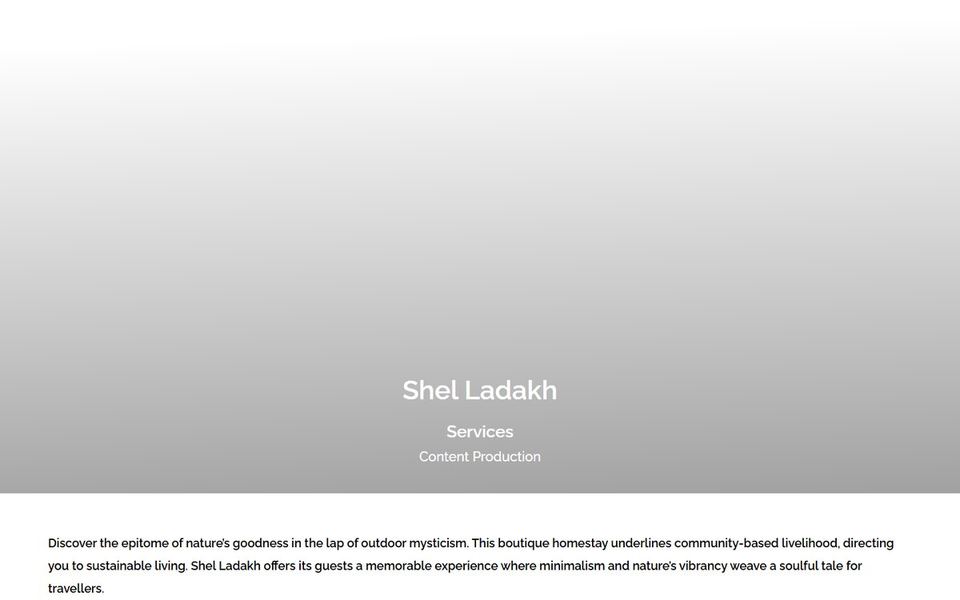 Shel Ladakh
Services
Content Production
Discover the epitome of nature's goodness in the lap of outdoor mysticism. This boutique homestay underlines community-based livelihood, directing
you to sustainable living. Shel Ladakh offers its guests a memorable experience where minimalism and nature's vibrancy weave a soulful tale for
travellers.